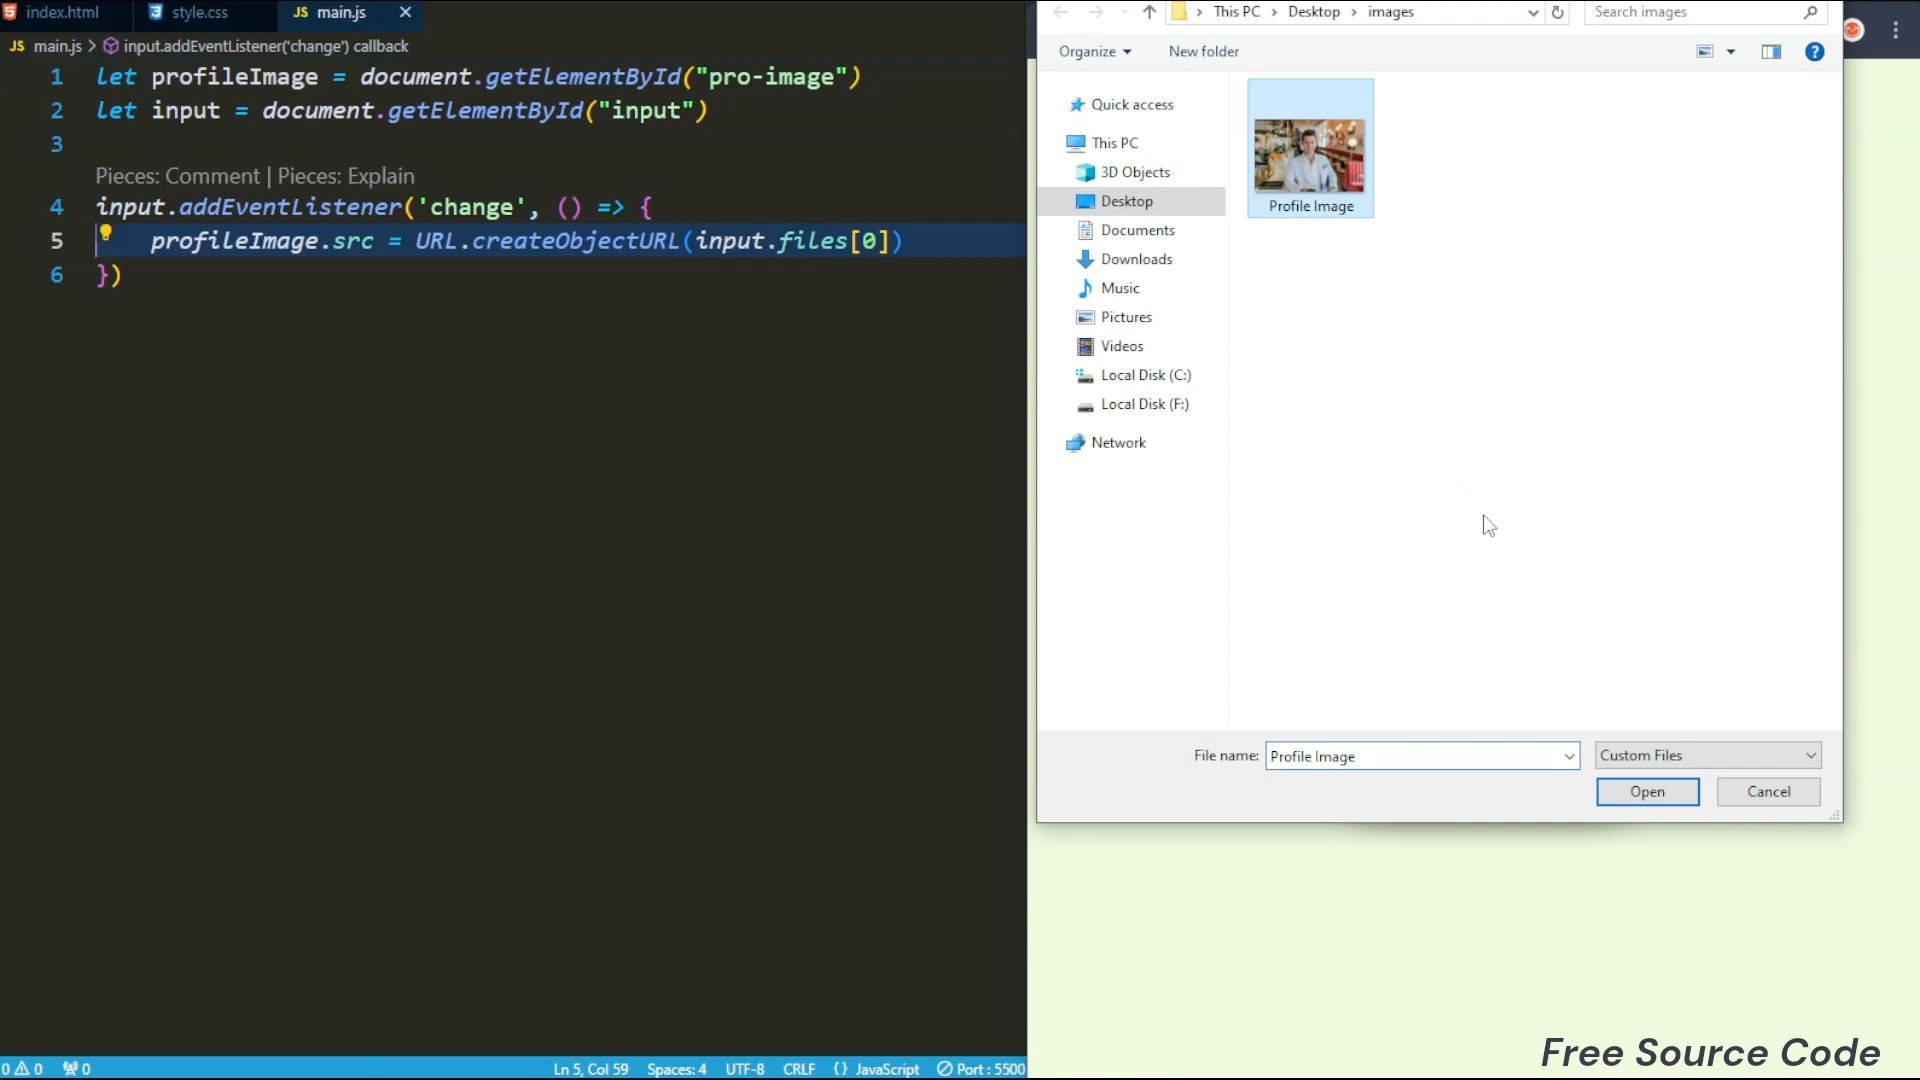 index.html
style.css
JS main.js
JS main.js > input.addEventListener('change') callback
1 let profileImage = document.getElementById("pro-image")
2 let input = document.getElementById("input")
3
Pieces: Comment | Pieces: Explain
4 input.addEventListener('change', () => {
5 profileImage.src = URL.createObjectURL(input.files[0])
6 })
0 0 0
Ln 5, Col 59 Spaces: 4 UTF-8 CRLF {} JavaScript Port : 5500
This PC > Desktop > images
Search images
Organize
New folder
Quick access
This PC
3D Objects
Desktop
Documents
Downloads
Music
Pictures
Videos
Local Disk (C:)
Local Disk (F:)
Network
Profile Image
File name: Profile Image
Custom Files
Open
Cancel
Free Source Code